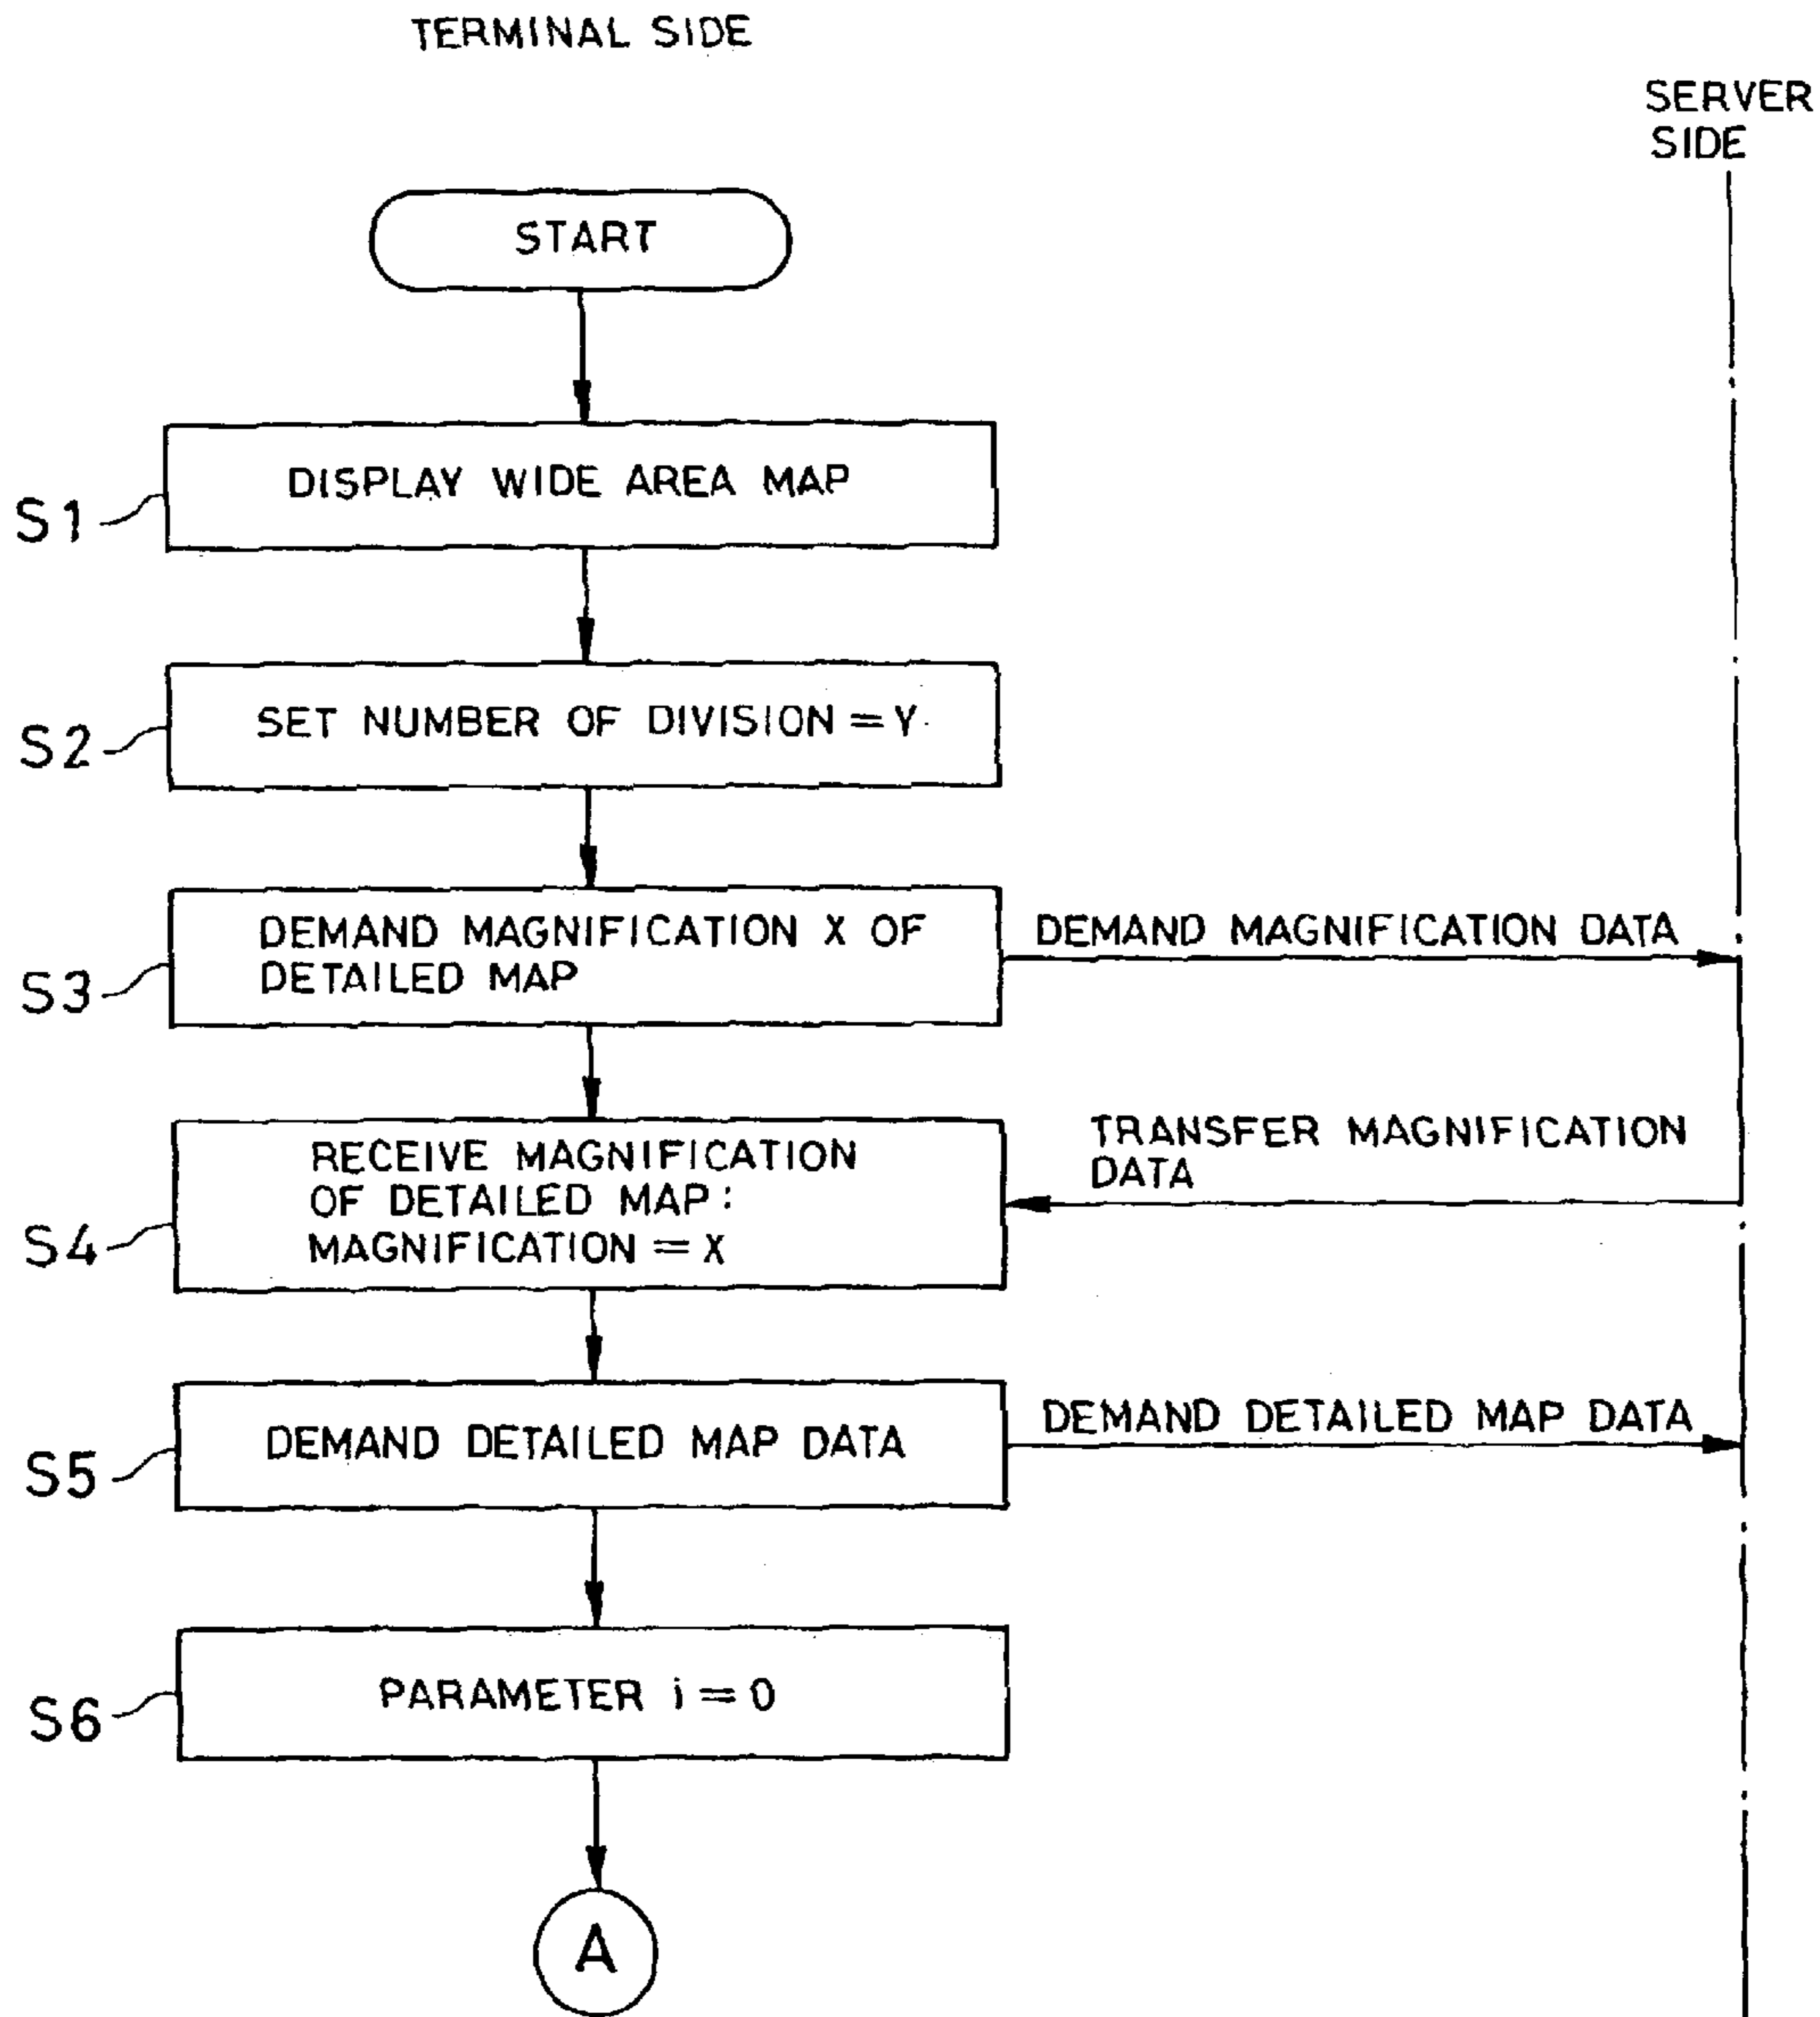 TERMINAL SIDE
SERVER
SIDE
START
S1
DISPLAY WIDE AREA MAP
S2
SET NUMBER OF DIVISION = Y
S3
DEMAND MAGNIFICATION X OF
DETAILED MAP
DEMAND MAGNIFICATION DATA
S4
RECEIVE MAGNIFICATION
OF DETAILED MAP:
MAGNIFICATION = X
TRANSFER MAGNIFICATION
DATA
S5
DEMAND DETAILED MAP DATA
DEMAND DETAILED MAP DATA
S6
PARAMETER i = 0
A